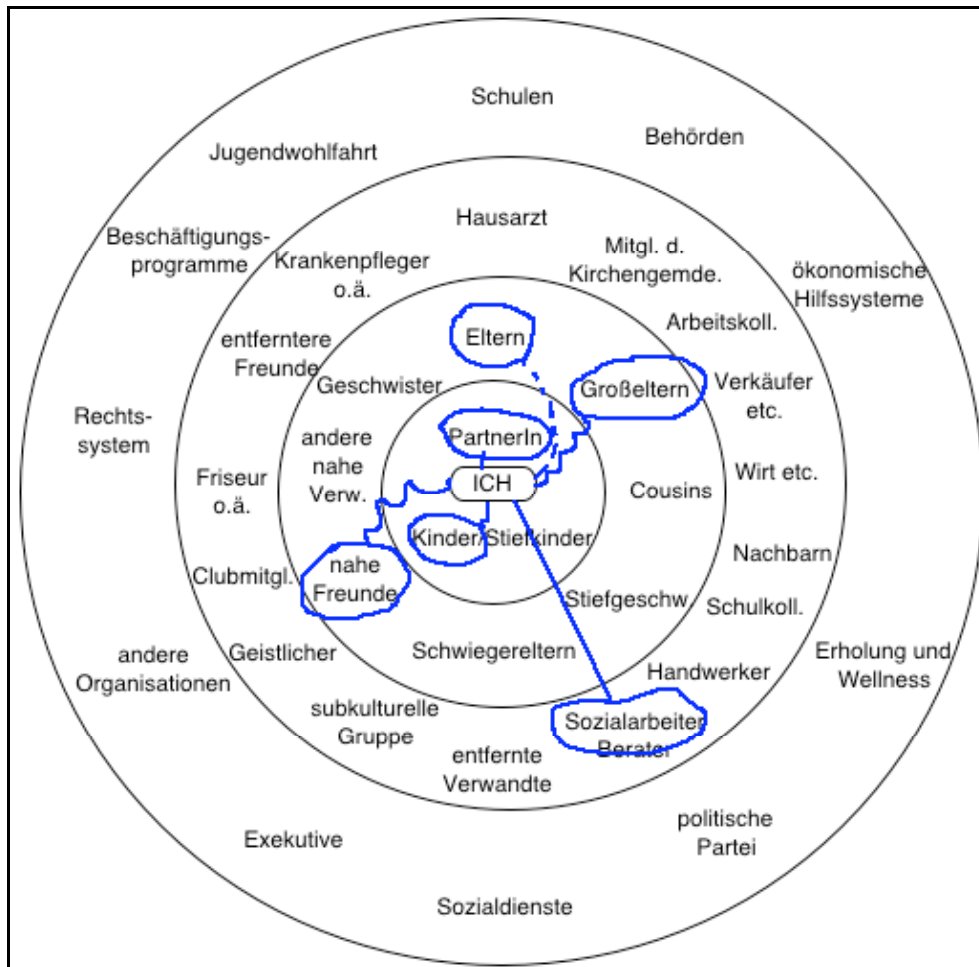 Schulen
Behörden
Jugendwohlfahrt
Hausarzt
Beschäftigungs-
programme
Krankenpfleger
o.ä.
Mitgl. d.
Kirchengemde.
ökonomische
Hilfssysteme
entferntere
Freunde
Eltern
Arbeitskoll.
Geschwister
Großeltern
Verkäufer
etc.
Rechts-
system
andere
nahe
Verw.
PartnerIn
Friseur
o.ä.
ICH
Cousins
Wirt etc.
Kinder/Stiefkinder
Nachbarn
Clubmitgl.
nahe
Freunde
Stiefgeschw.
Schulkoll.
andere
Organisationen
Geistlicher
Schwiegereltern
Handwerker
Erholung und
Wellness
subkulturelle
Gruppe
Sozialarbeiter
Berater
entfernte
Verwandte
Exekutive
politische
Partei
Sozialdienste